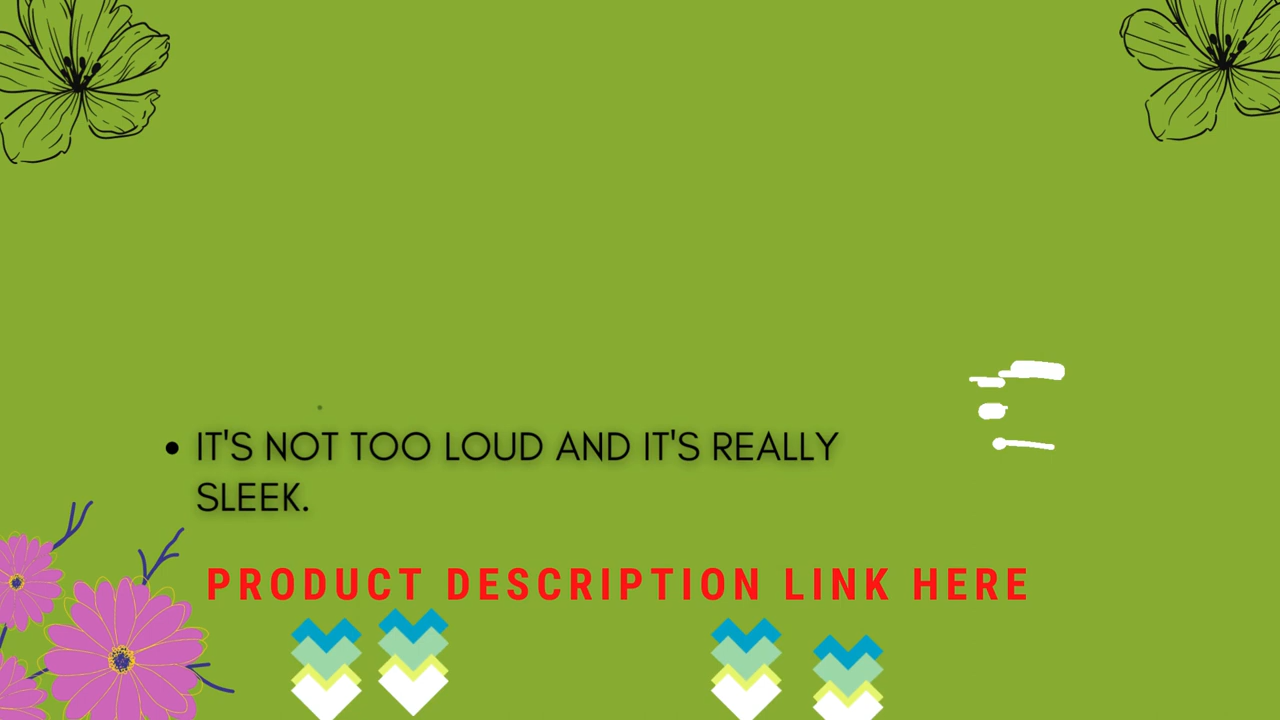 • IT'S NOT TOO LOUD AND IT'S REALLY
SLEEK.
PRODUCT DESCRIPTION LINK HERE